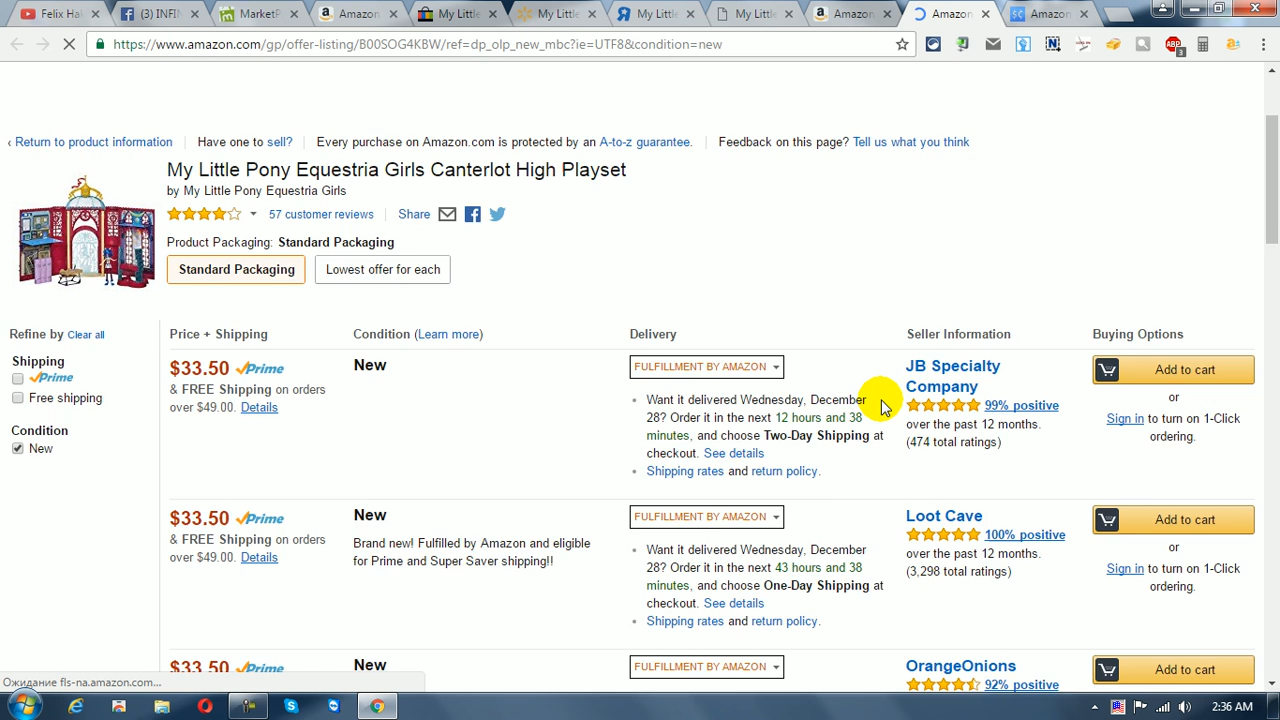 Felix Hal
(3) INFIN
MarketP
Amazon
My Little
My Little
My Little
My Little
Amazon
Amazon
Amazon
https://www.amazon.com/gp/offer-listing/B00SOG4KBW/ref=dp_olp_new_mbc?ie=UTF8&condition=new
‹ Return to product information
Have one to sell?
Every purchase on Amazon.com is protected by an A-to-z guarantee.
Feedback on this page? Tell us what you think
My Little Pony Equestria Girls Canterlot High Playset
by My Little Pony Equestria Girls
57 customer reviews
Share
Product Packaging: Standard Packaging
Standard Packaging
Lowest offer for each
Refine by Clear all
Price + Shipping
Condition (Learn more)
Delivery
Seller Information
Buying Options
Shipping
Prime
Free shipping
Condition
New
$33.50 Prime
& FREE Shipping on orders
over $49.00. Details
New
FULFILLMENT BY AMAZON
Want it delivered Wednesday, December
28? Order it in the next 12 hours and 38
minutes, and choose Two-Day Shipping at
checkout. See details
Shipping rates and return policy.
JB Specialty
Company
99% positive
over the past 12 months.
(474 total ratings)
Add to cart
or
Sign in to turn on 1-Click
ordering.
$33.50 Prime
& FREE Shipping on orders
over $49.00. Details
New
Brand new! Fulfilled by Amazon and eligible
for Prime and Super Saver shipping!!
FULFILLMENT BY AMAZON
Want it delivered Wednesday, December
28? Order it in the next 43 hours and 38
minutes, and choose One-Day Shipping at
checkout. See details
Shipping rates and return policy.
Loot Cave
100% positive
over the past 12 months.
(3,298 total ratings)
Add to cart
or
Sign in to turn on 1-Click
ordering.
$33.50 Prime
New
FULFILLMENT BY AMAZON
OrangeOnions
92% positive
Add to cart
Ожидание fls-na.amazon.com...
2:36 AM